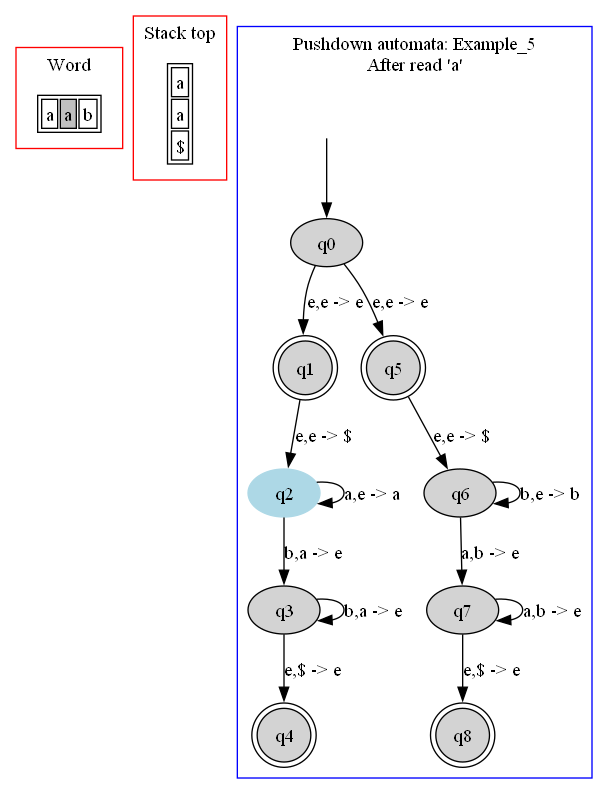 Word
a a b
Stack top
a
a
$
Pushdown automata: Example_5
After read 'a'
q0
e,e -> e e,e -> e
q1 q5
e,e -> $ e,e -> $
q2 a,e -> a q6 b,e -> b
b,a -> e a,b -> e
q3 b,a -> e q7 a,b -> e
e,$ -> e e,$ -> e
q4 q8